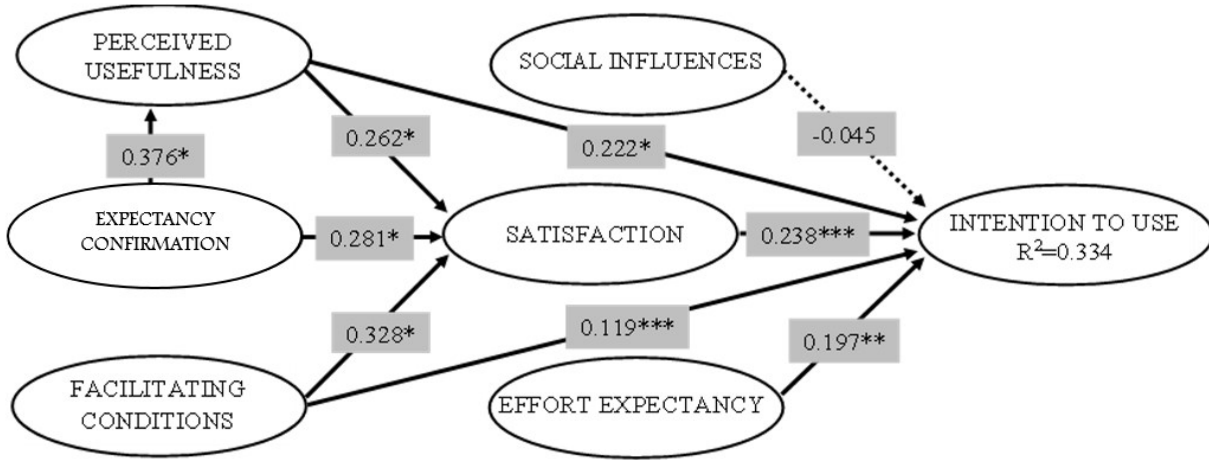 PERCEIVED
USEFULNESS
SOCIAL INFLUENCES
0.376*
0.262*
0.222*
-0.045
EXPECTANCY
CONFIRMATION
0.281*
SATISFACTION
0.238***
INTENTION TO USE
R²=0.334
0.328*
0.119***
0.197**
FACILITATING
CONDITIONS
EFFORT EXPECTANCY